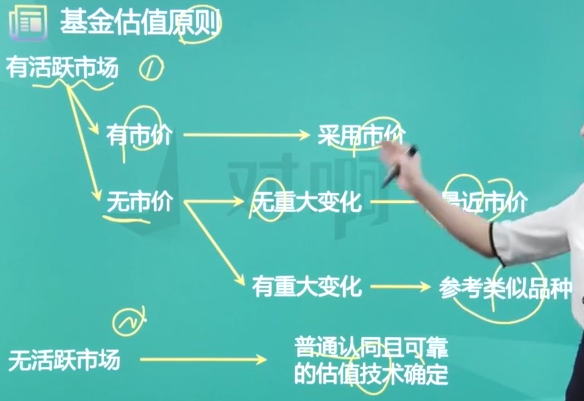 基金估值原则
有活跃市场 1
有市价 采用市价
对啊
无市价 无重大变化 最近市价
有重大变化 参考类似品种
2
无活跃市场 普通认同且可靠
的估值技术确定